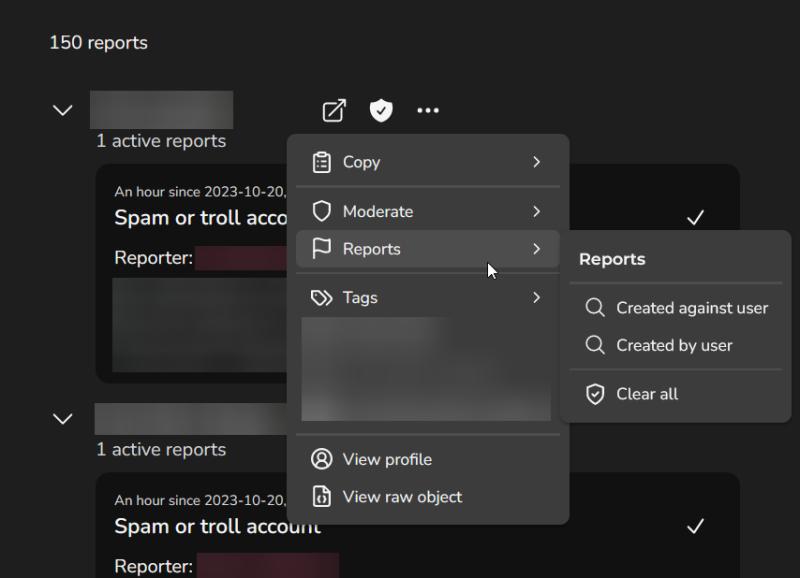 150 reports
1 active reports
An hour since 2023-10-20,
Spam or troll acco
Reporter:
Copy
Moderate
Reports
Tags
View profile
View raw object
Reports
Created against user
Created by user
Clear all
1 active reports
An hour since 2023-10-20,
Spam or troll account
Reporter: